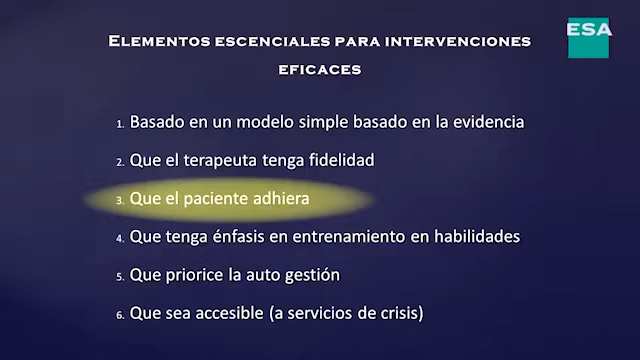 ELEMENTOS ESCENCIALES PARA INTERVENCIONES
EFICACES
ESA
1. Basado en un modelo simple basado en la evidencia
2. Que el terapeuta tenga fidelidad
3. Que el paciente adhiera
4. Que tenga énfasis en entrenamiento en habilidades
5. Que priorice la auto gestión
6. Que sea accesible (a servicios de crisis)